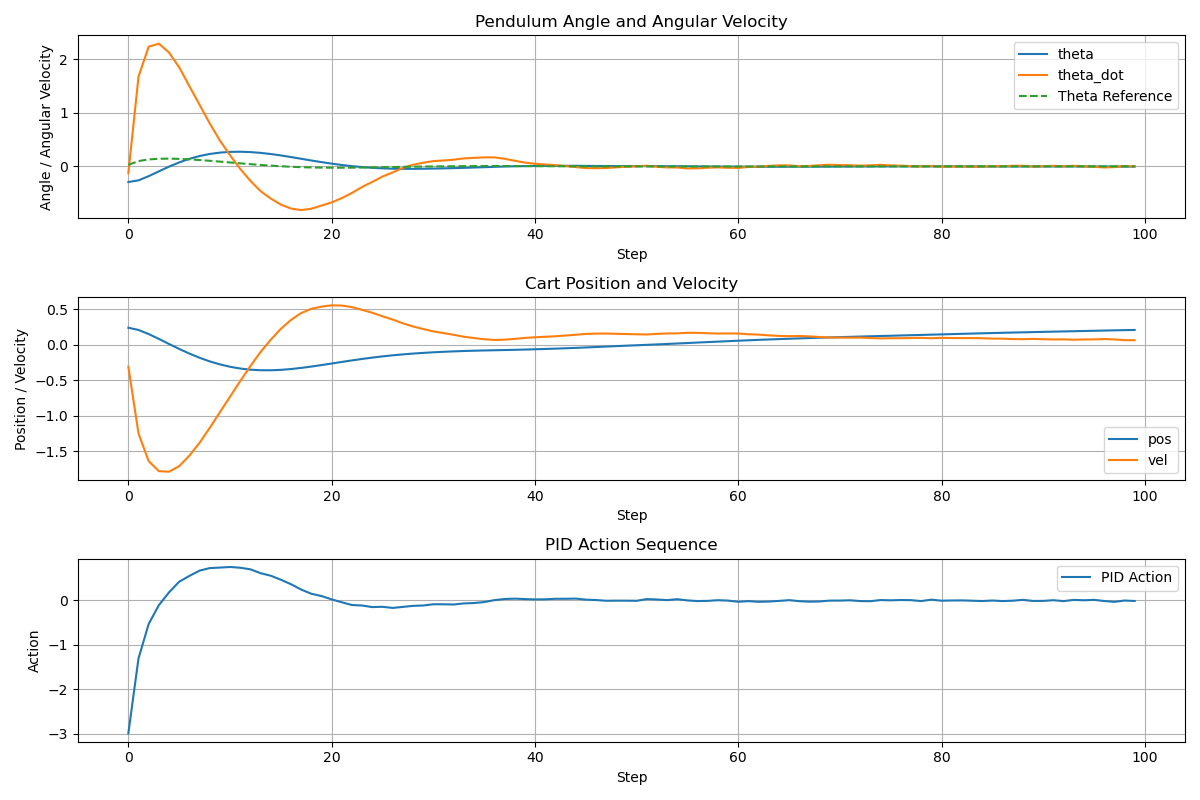 Pendulum Angle and Angular Velocity
Angle / Angular Velocity
2
1
0
theta
theta_dot
Theta Reference
0 20 40 60 80 100
Step
Cart Position and Velocity
Position / Velocity
0.5
0.0
−0.5
−1.0
−1.5
pos
vel
0 20 40 60 80 100
Step
PID Action Sequence
Action
0
−1
−2
−3
PID Action
0 20 40 60 80 100
Step